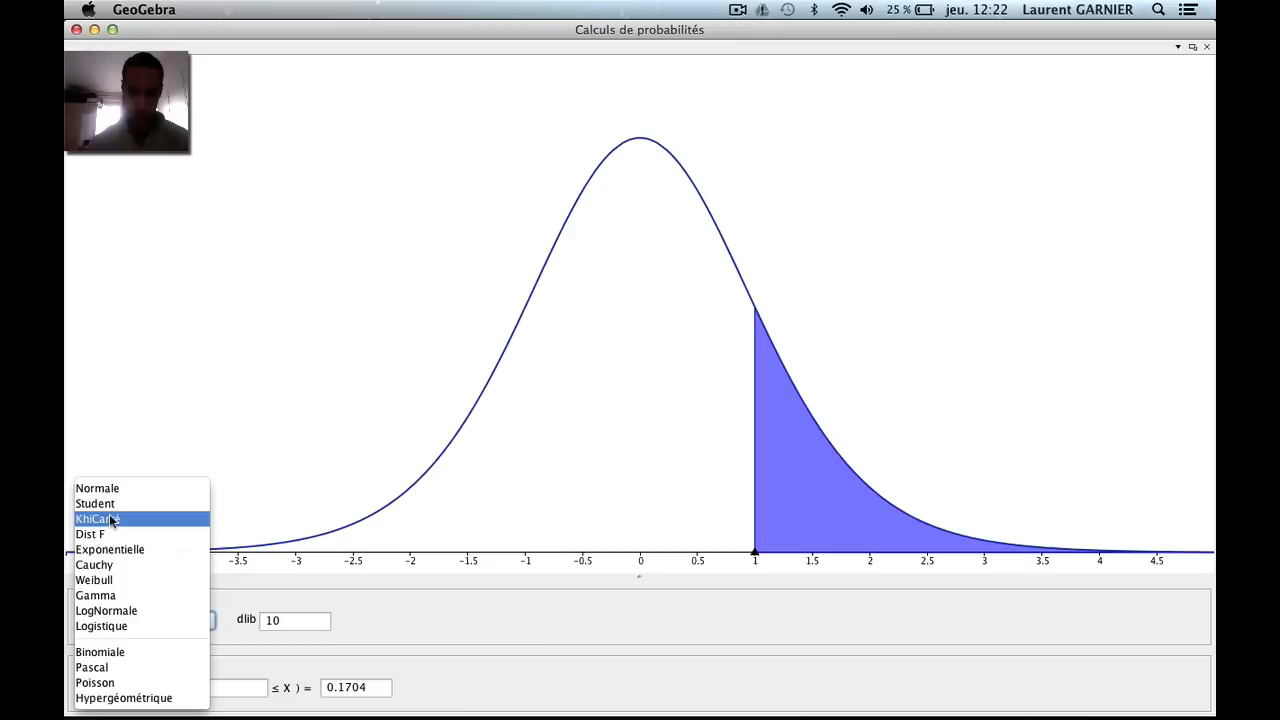 GeoGebra
25 %
jeu. 12:22
Laurent GARNIER
Calculs de probabilités
-3.5 -3 -2.5 -2 -1.5 -1 -0.5 0 0.5 1 1.5 2 2.5 3 3.5 4 4.5
Normale
Student
KhiCarré
Dist F
Exponentielle
Cauchy
Weibull
Gamma
LogNormale
Logistique
Binomiale
Pascal
Poisson
Hypergéométrique
dlib 10
≤ X ) = 0.1704